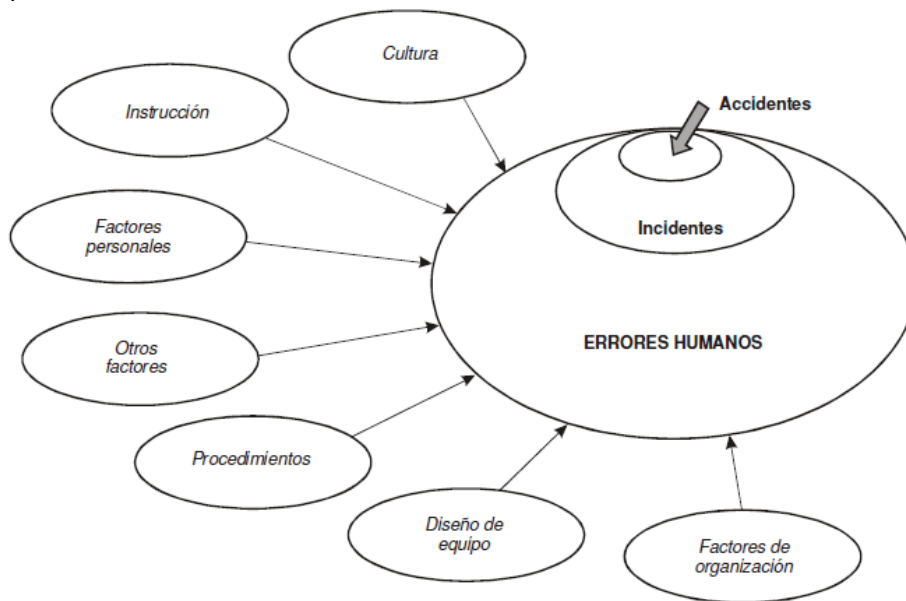 Cultura
Instrucción
Accidentes
Incidentes
Factores
personales
ERRORES HUMANOS
Otros
factores
Procedimientos
Diseño de
equipo
Factores de
organización